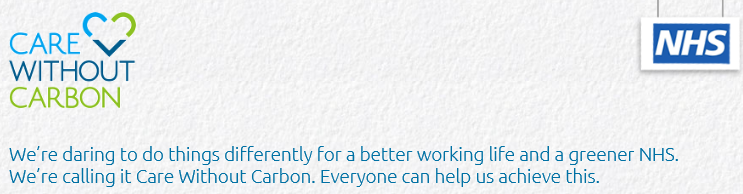 CARE
WITHOUT
CARBON
NHS
We're daring to do things differently for a better working life and a greener NHS.
We're calling it Care Without Carbon. Everyone can help us achieve this.